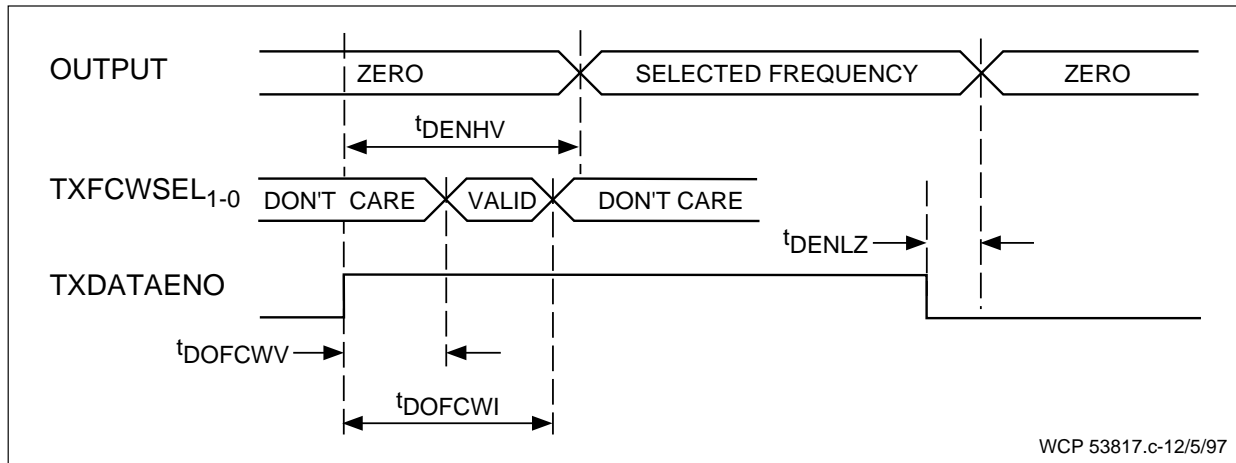 OUTPUT ZERO SELECTED FREQUENCY ZERO
tDENHV
TXFCWSEL1-0 DON'T CARE VALID DON'T CARE
tDENLZ
TXDATAENO
tDOFCWV
tDOFCWI
WCP 53817.c-12/5/97